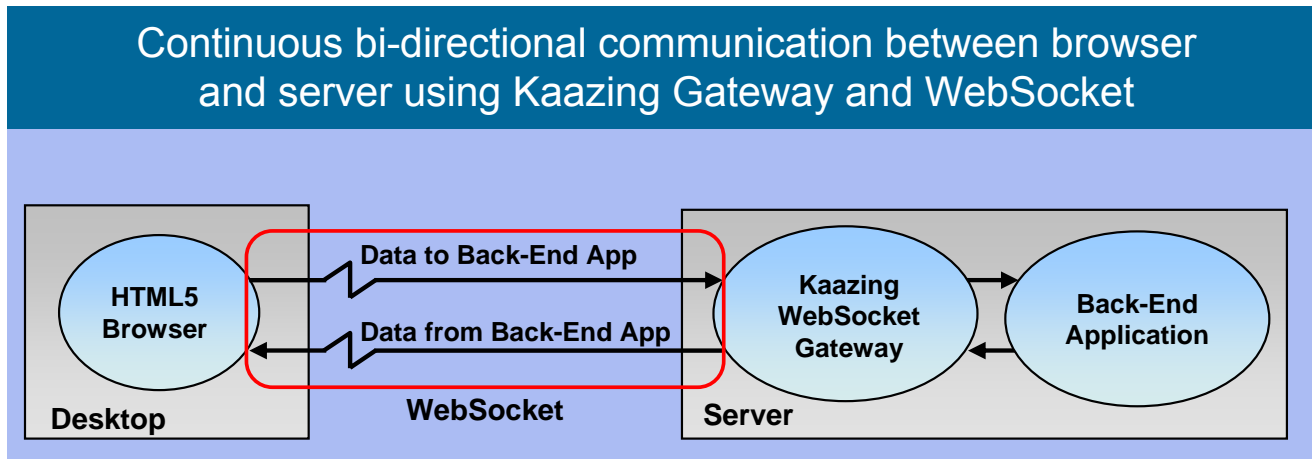 Continuous bi-directional communication between browser
and server using Kaazing Gateway and WebSocket
HTML5
Browser
Desktop
Data to Back-End App
Data from Back-End App
WebSocket
Kaazing
WebSocket
Gateway
Back-End
Application
Server